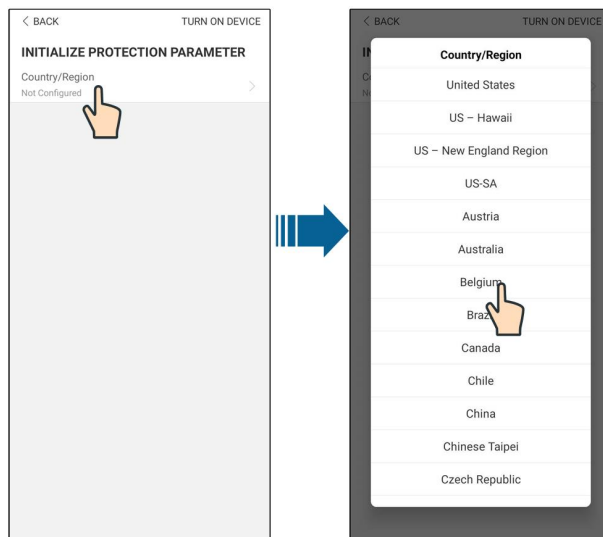 < BACK TURN ON DEVICE
INITIALIZE PROTECTION PARAMETER
Country/Region
Not Configured
< BACK TURN ON DEVICE
Country/Region
United States
US – Hawaii
US – New England Region
US-SA
Austria
Australia
Belgium
Canada
Chile
China
Chinese Taipei
Czech Republic